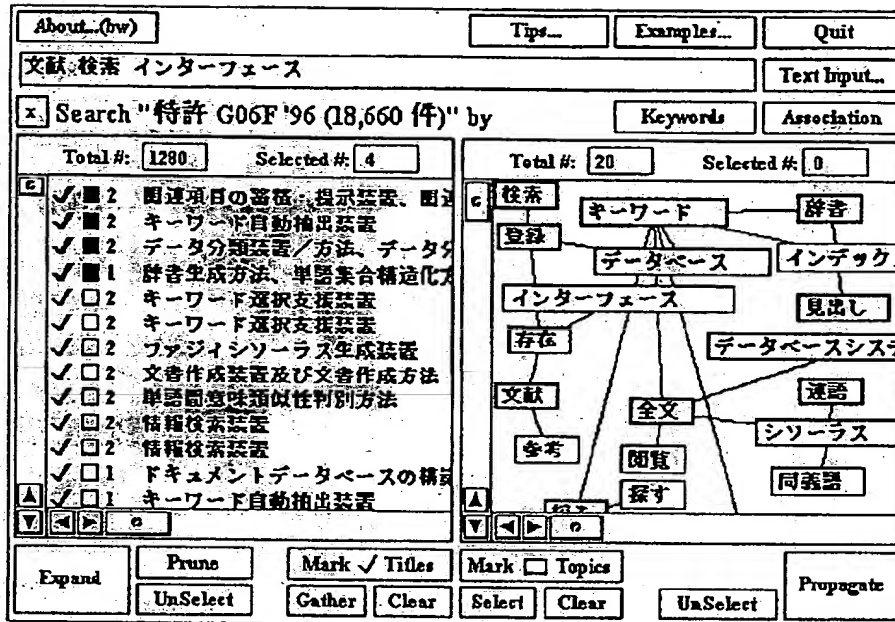 About...(bw)
Tips...
Examples...
Quit
文献 検索 インターフェース
Text Input...
x
Search "特許 G06F '96 (18,660 件)" by
Keywords
Association
Total #: 1280
Selected #: 4
2 関連項目の蓄積・提示装置、関連
2 キーワード自動抽出装置
2 データ分類装置/方法、データ分
1 辞書生成方法、単語集合構造化方
2 キーワード選択支援装置
2 キーワード選択支援装置
2 ファジィシソーラス生成装置
2 文書作成装置及び文書作成方法
2 単語間意味類似性判別方法
2 情報検索装置
2 情報検索装置
1 ドキュメントデータベースの構造
1 キーワード自動抽出装置
Total #: 20
Selected #: 0
検索
キーワード
辞書
登録
データベース
インデック
インターフェース
見出し
存在
データベースシステ
文献
全文
連語
シソーラス
参考
閲覧
探す
同義語
Expand
Prune
UnSelect
Mark ✓ Titles
Gather
Clear
Mark □ Topics
Select
Clear
UnSelect
Propagate